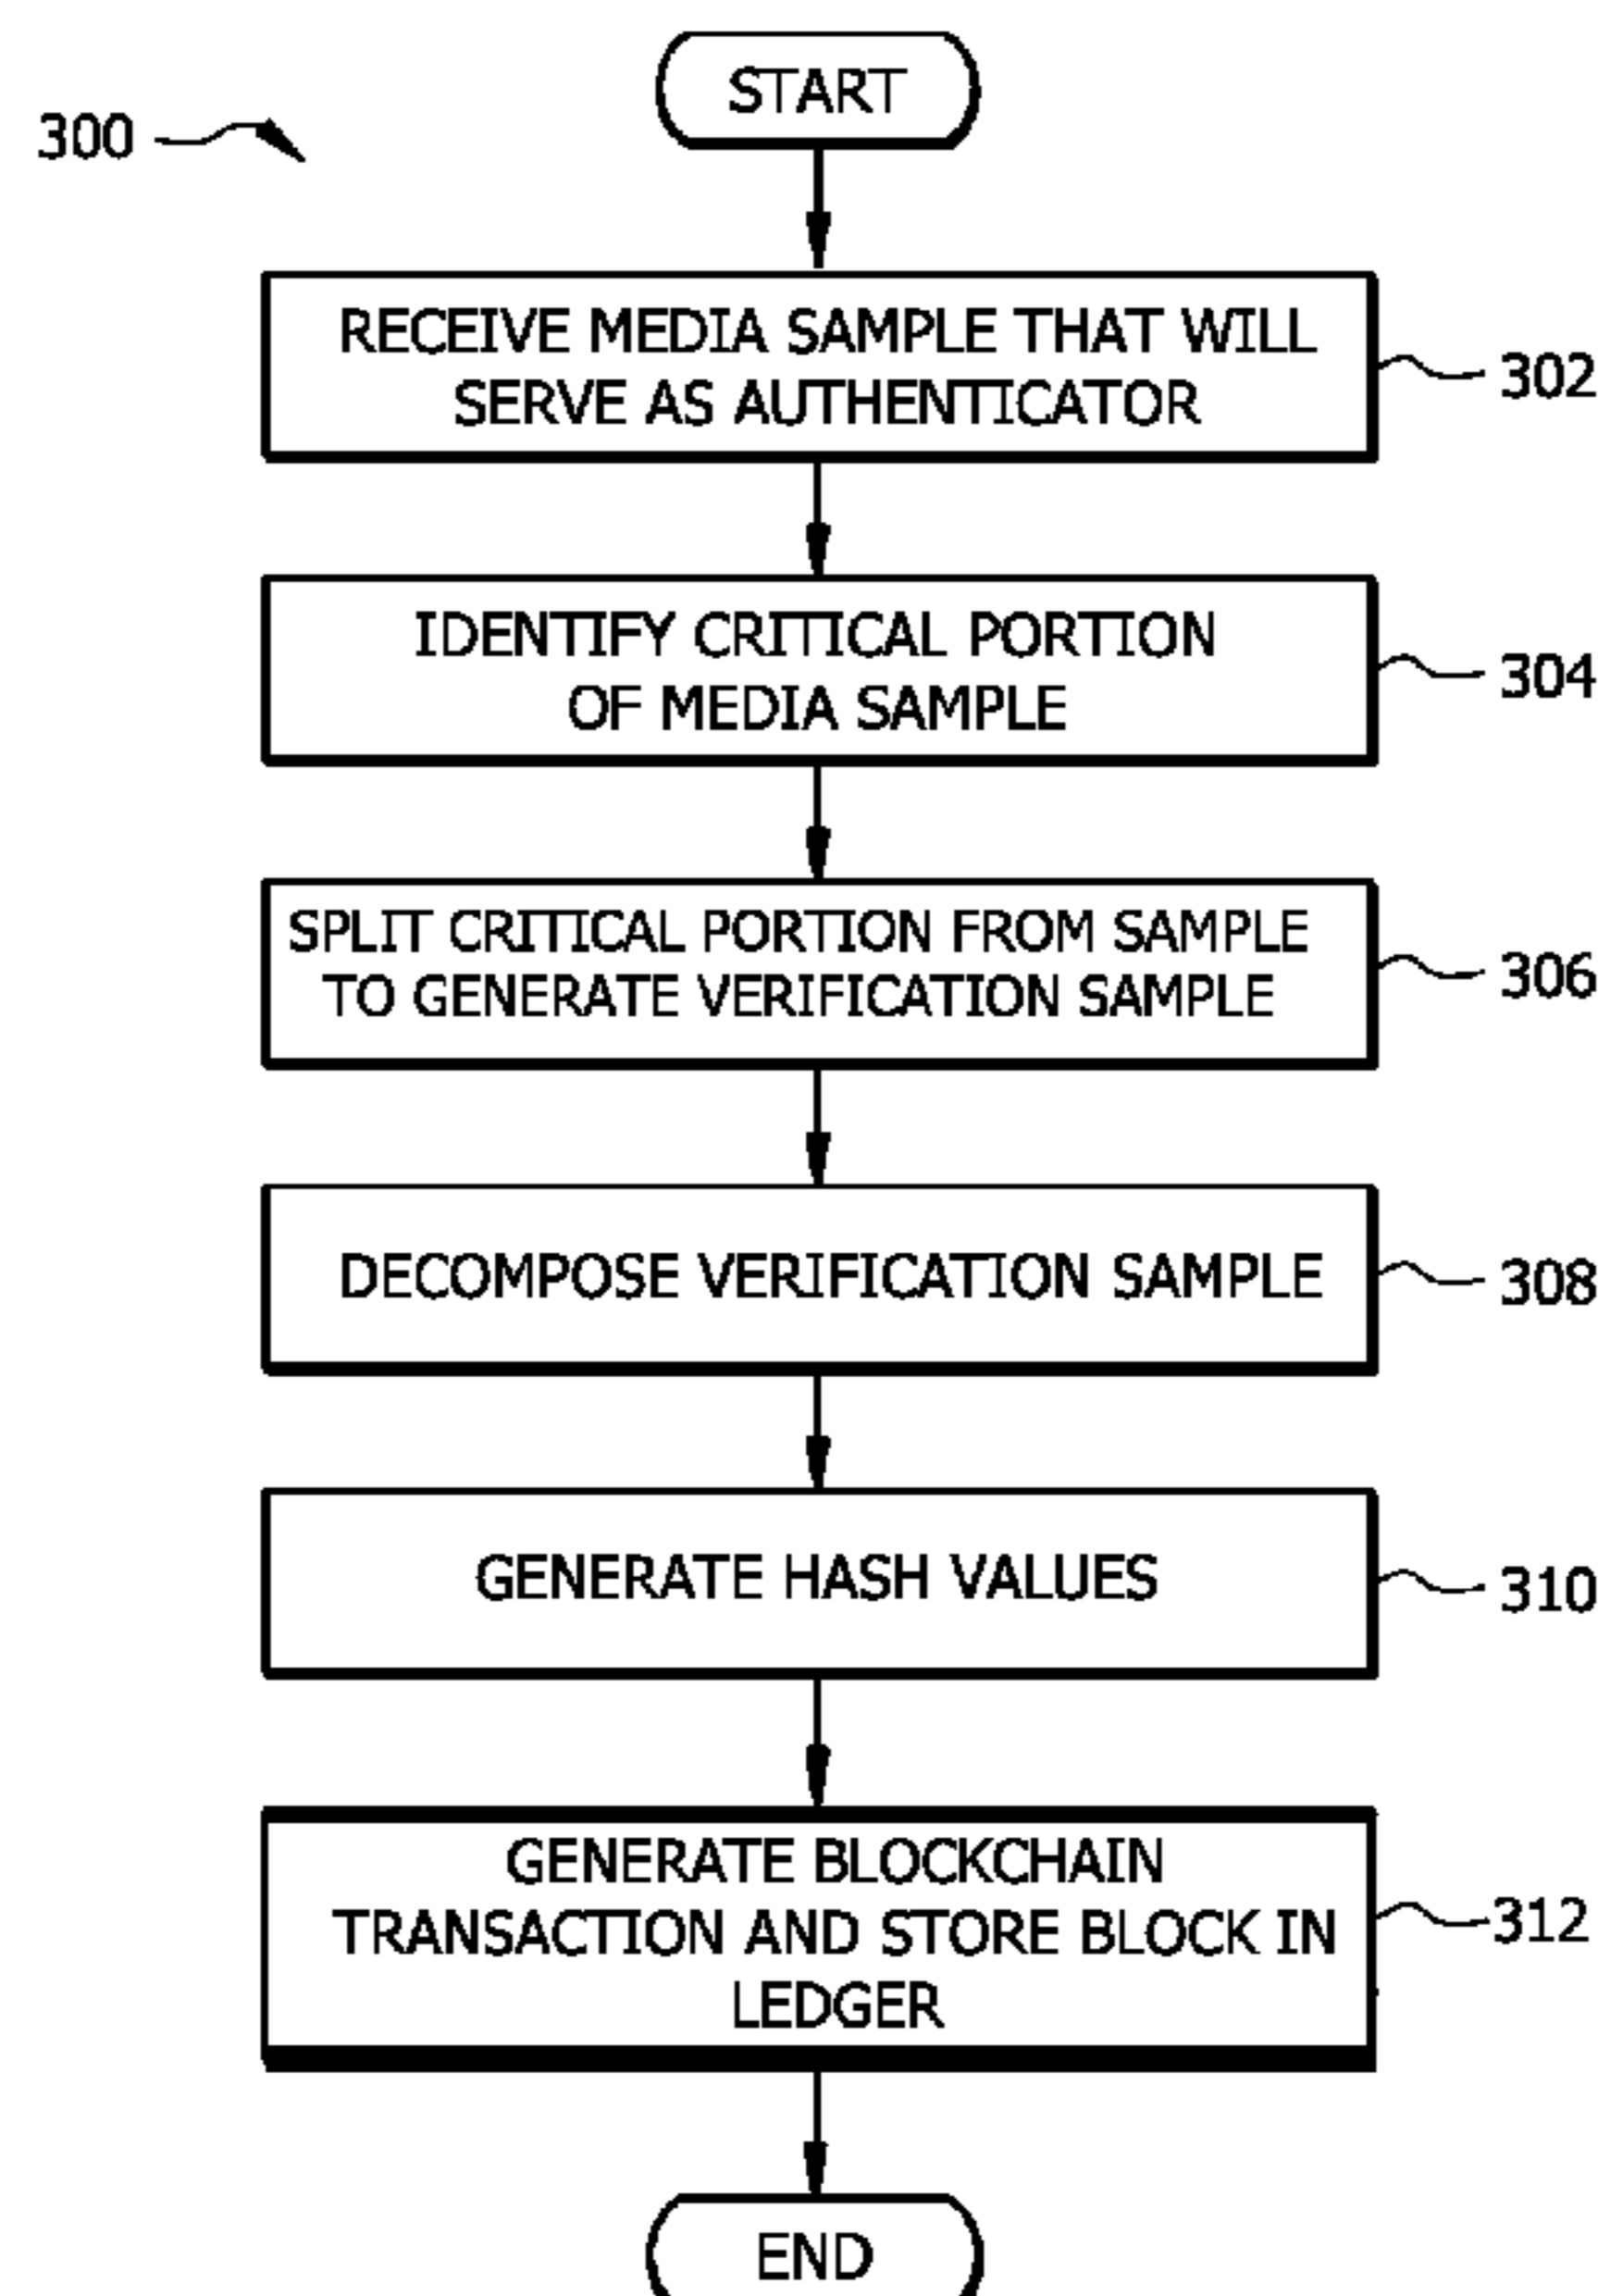 START
300
RECEIVE MEDIA SAMPLE THAT WILL
SERVE AS AUTHENTICATOR
302
IDENTIFY CRITICAL PORTION
OF MEDIA SAMPLE
304
SPLIT CRITICAL PORTION FROM SAMPLE
TO GENERATE VERIFICATION SAMPLE
306
DECOMPOSE VERIFICATION SAMPLE
308
GENERATE HASH VALUES
310
GENERATE BLOCKCHAIN
TRANSACTION AND STORE BLOCK IN
LEDGER
312
END